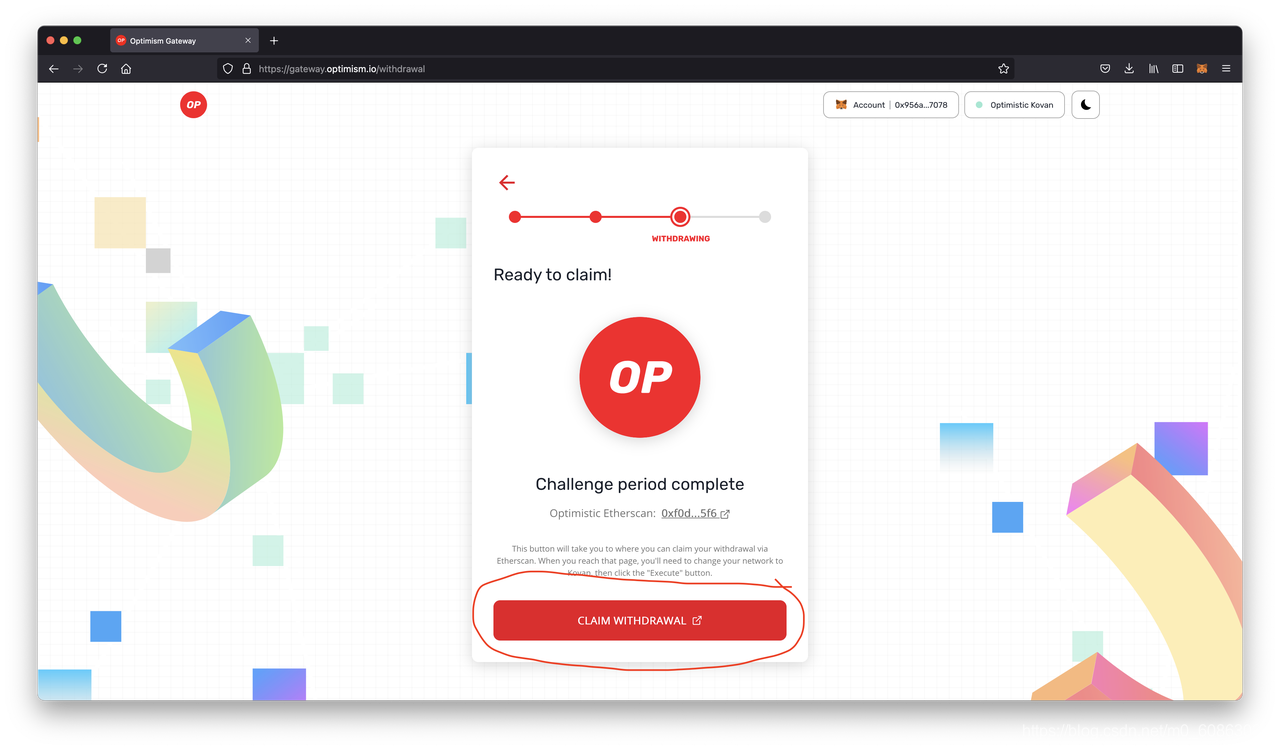 OP Optimism Gateway
https://gateway.optimism.io/withdrawal
OP
Account | 0x956a...7078
Optimistic Kovan
WITHDRAWING
Ready to claim!
OP
Challenge period complete
Optimistic Etherscan: 0xf0d...5f6
This button will take you to where you can claim your withdrawal via
Etherscan. When you reach that page, you'll need to change your network to
Kovan, then click the "Execute" button.
CLAIM WITHDRAWAL